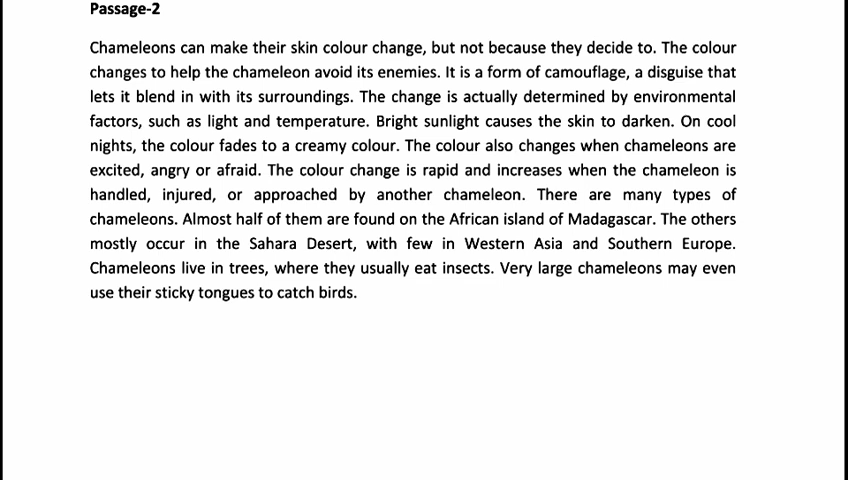 Passage-2
Chameleons can make their skin colour change, but not because they decide to. The colour
changes to help the chameleon avoid its enemies. It is a form of camouflage, a disguise that
lets it blend in with its surroundings. The change is actually determined by environmental
factors, such as light and temperature. Bright sunlight causes the skin to darken. On cool
nights, the colour fades to a creamy colour. The colour also changes when chameleons are
excited, angry or afraid. The colour change is rapid and increases when the chameleon is
handled, injured, or approached by another chameleon. There are many types of
chameleons. Almost half of them are found on the African island of Madagascar. The others
mostly occur in the Sahara Desert, with few in Western Asia and Southern Europe.
Chameleons live in trees, where they usually eat insects. Very large chameleons may even
use their sticky tongues to catch birds.